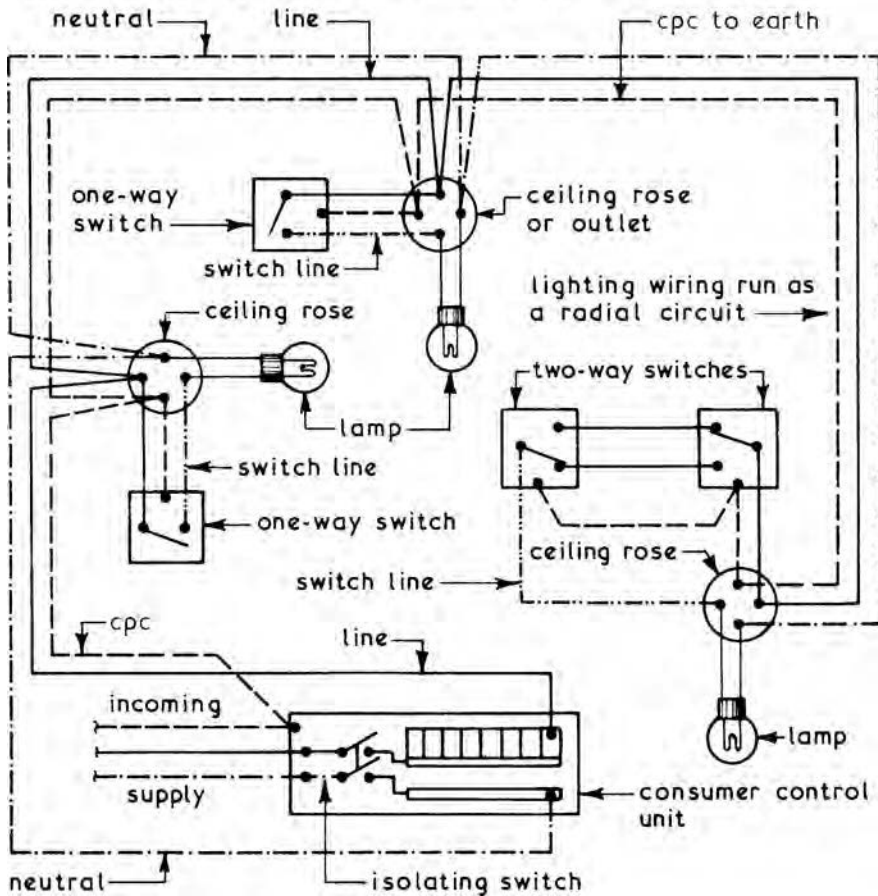 neutral
line
cpc to earth
one-way
switch
ceiling rose
or outlet
switch line
ceiling rose
lighting wiring run as
a radial circuit
two-way switches
lamp
switch line
one-way switch
ceiling rose
switch line
cpc
line
incoming
lamp
supply
consumer control
unit
neutral
isolating switch